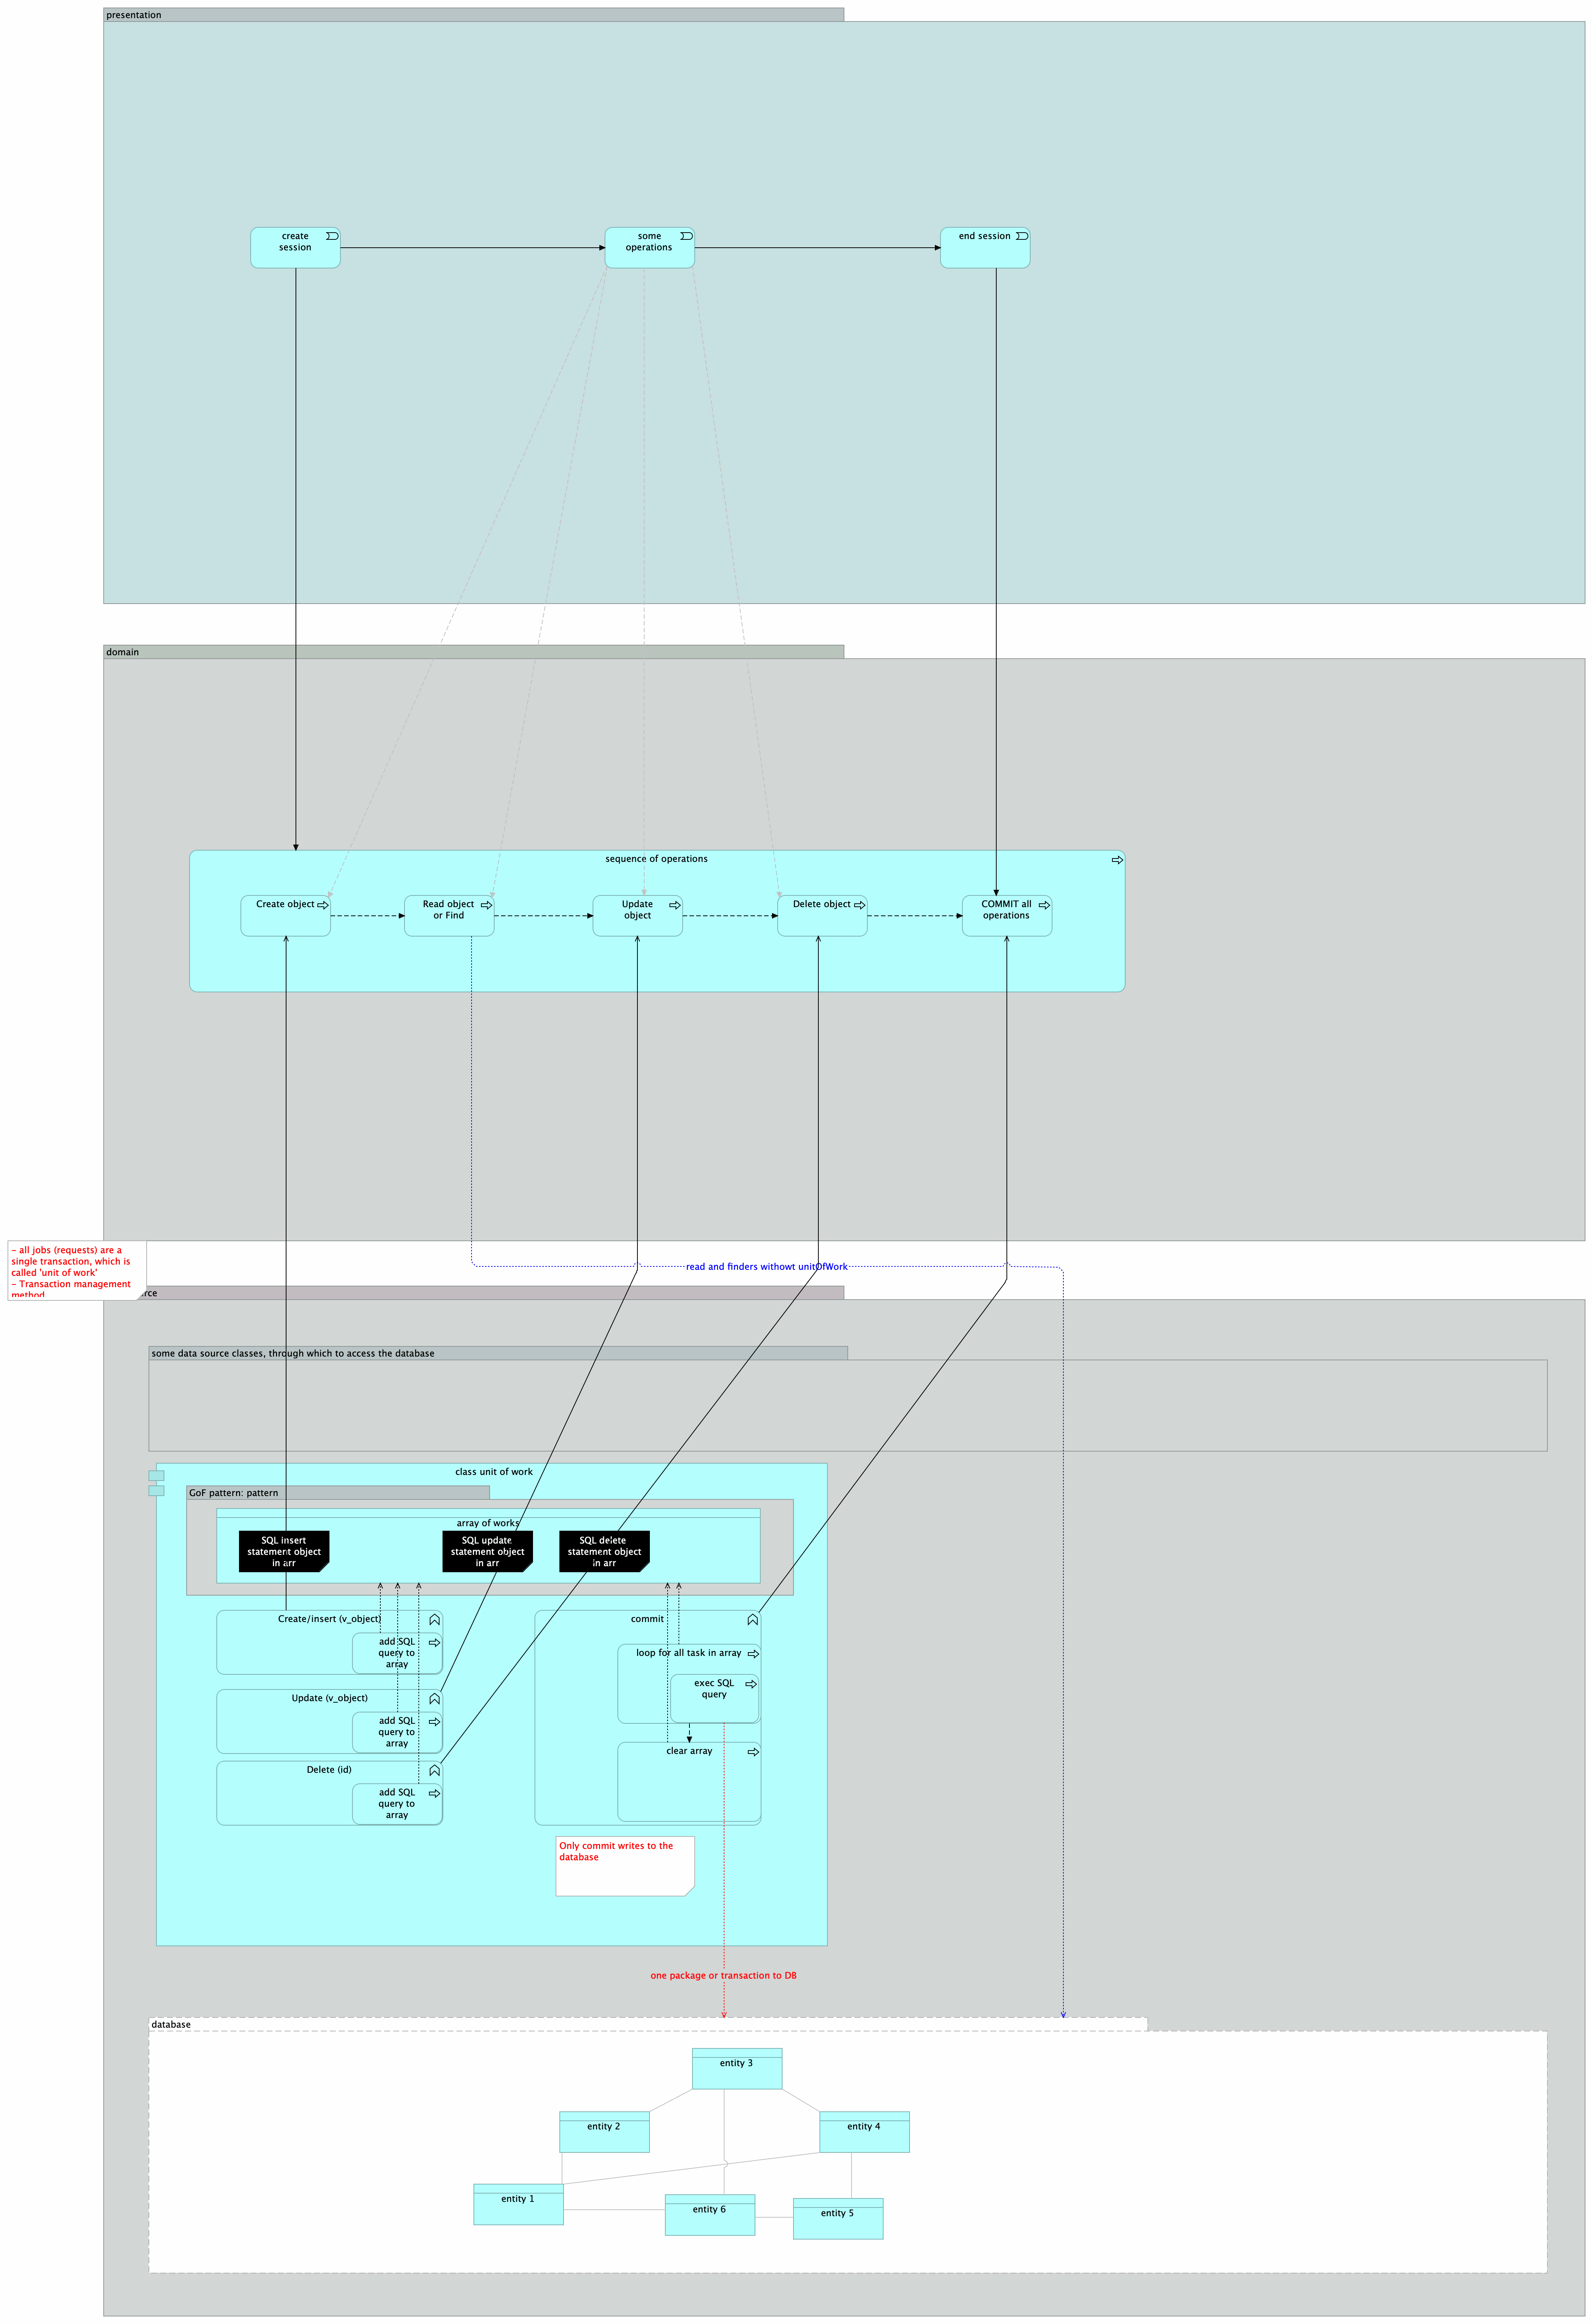 presentation
create
session
some
operations
end session
domain
sequence of operations
Create object
Read object
or Find
Update
object
Delete object
COMMIT all
operations
- all jobs (requests) are a
single transaction, which is
called 'unit of work'
- Transaction management
method
rce
read and finders withowt unitOfWork
some data source classes, through which to access the database
class unit of work
GoF pattern: pattern
array of works
SQL insert
statement object
in arr
SQL update
statement object
in arr
SQL delete
statement object
in arr
Create/insert (v_object)
add SQL
query to
array
Update (v_object)
add SQL
query to
array
Delete (id)
add SQL
query to
array
commit
loop for all task in array
exec SQL
query
clear array
Only commit writes to the
database
one package or transaction to DB
database
entity 3
entity 2
entity 4
entity 1
entity 6
entity 5